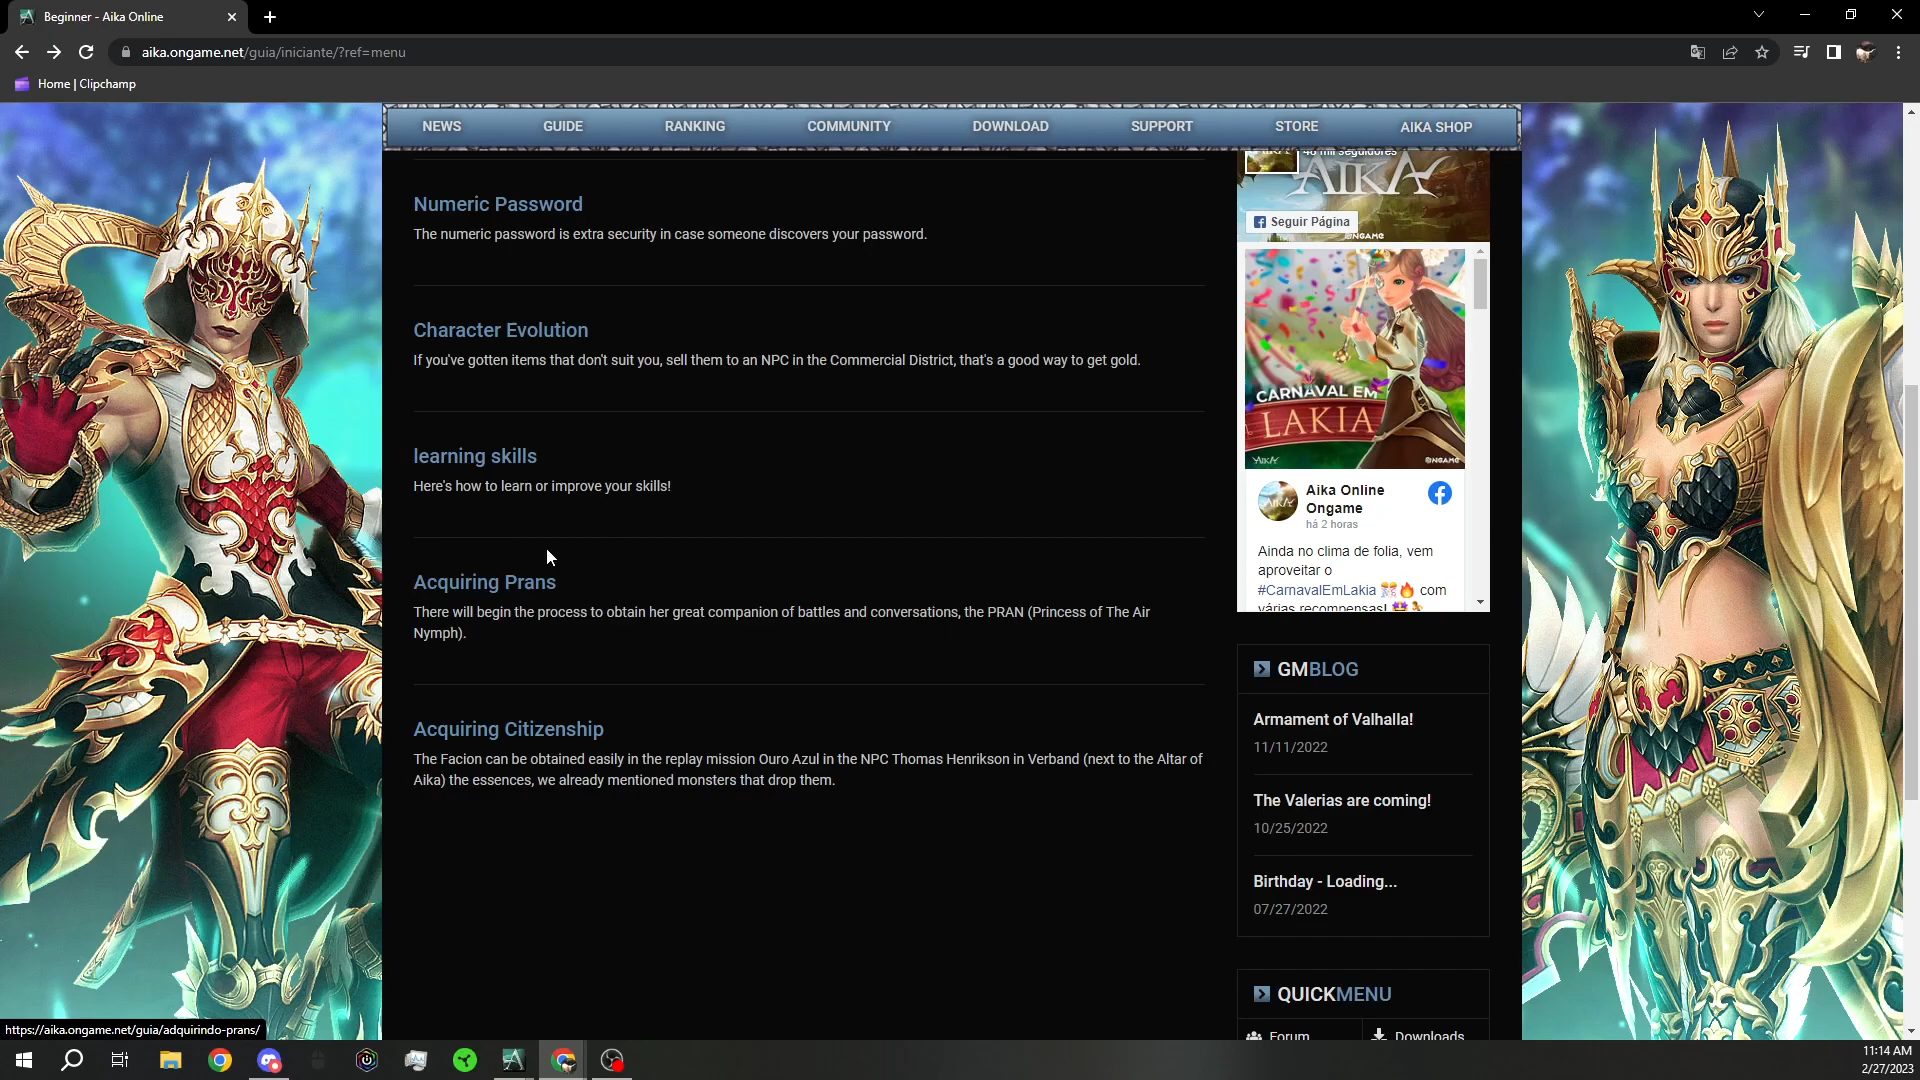 Beginner - Aika Online
aika.ongame.net/guia/iniciante/?ref=menu
Home | Clipchamp
NEWS GUIDE RANKING COMMUNITY DOWNLOAD SUPPORT STORE AIKA SHOP
Numeric Password
The numeric password is extra security in case someone discovers your password.
Character Evolution
If you've gotten items that don't suit you, sell them to an NPC in the Commercial District, that's a good way to get gold.
learning skills
Here's how to learn or improve your skills!
Acquiring Prans
There will begin the process to obtain her great companion of battles and conversations, the PRAN (Princess of The Air
Nymph).
Acquiring Citizenship
The Facion can be obtained easily in the replay mission Ouro Azul in the NPC Thomas Henrikson in Verband (next to the Altar of
Aika) the essences, we already mentioned monsters that drop them.
mil seguidores
AIKA
Seguir Página
ONGAME
CARNAVAL EM
LAKIA
AIKA ONGAME
Aika Online
Ongame
há 2 horas
Ainda no clima de folia, vem
aproveitar o
#CarnavalEmLakia 🎊🔥 com
várias recompensas!
GMBLOG
Armament of Valhalla!
11/11/2022
The Valerias are coming!
10/25/2022
Birthday - Loading...
07/27/2022
QUICKMENU
Forum Downloads
https://aika.ongame.net/guia/adquirindo-prans/
11:14 AM
2/27/2023